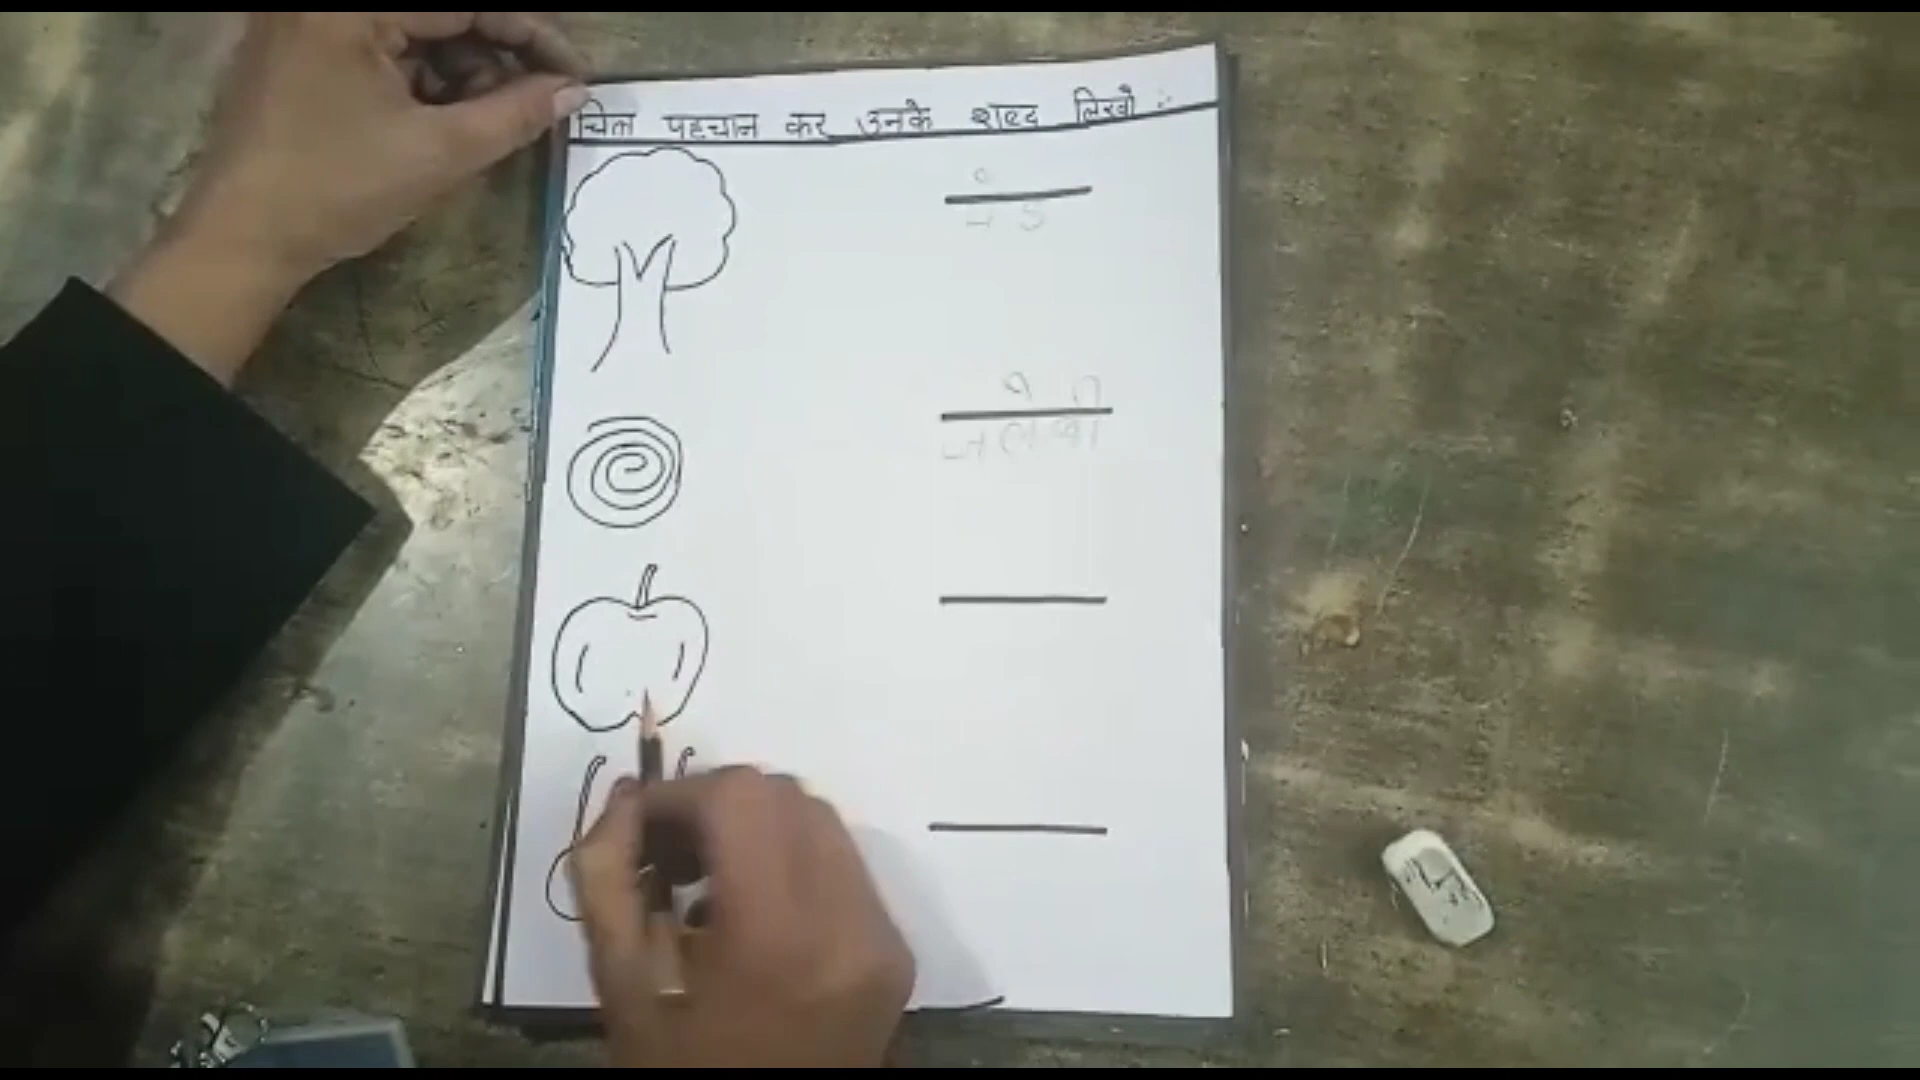 चित्र पहचान कर उनके शब्द लिखो :-
पेड
जलेबी